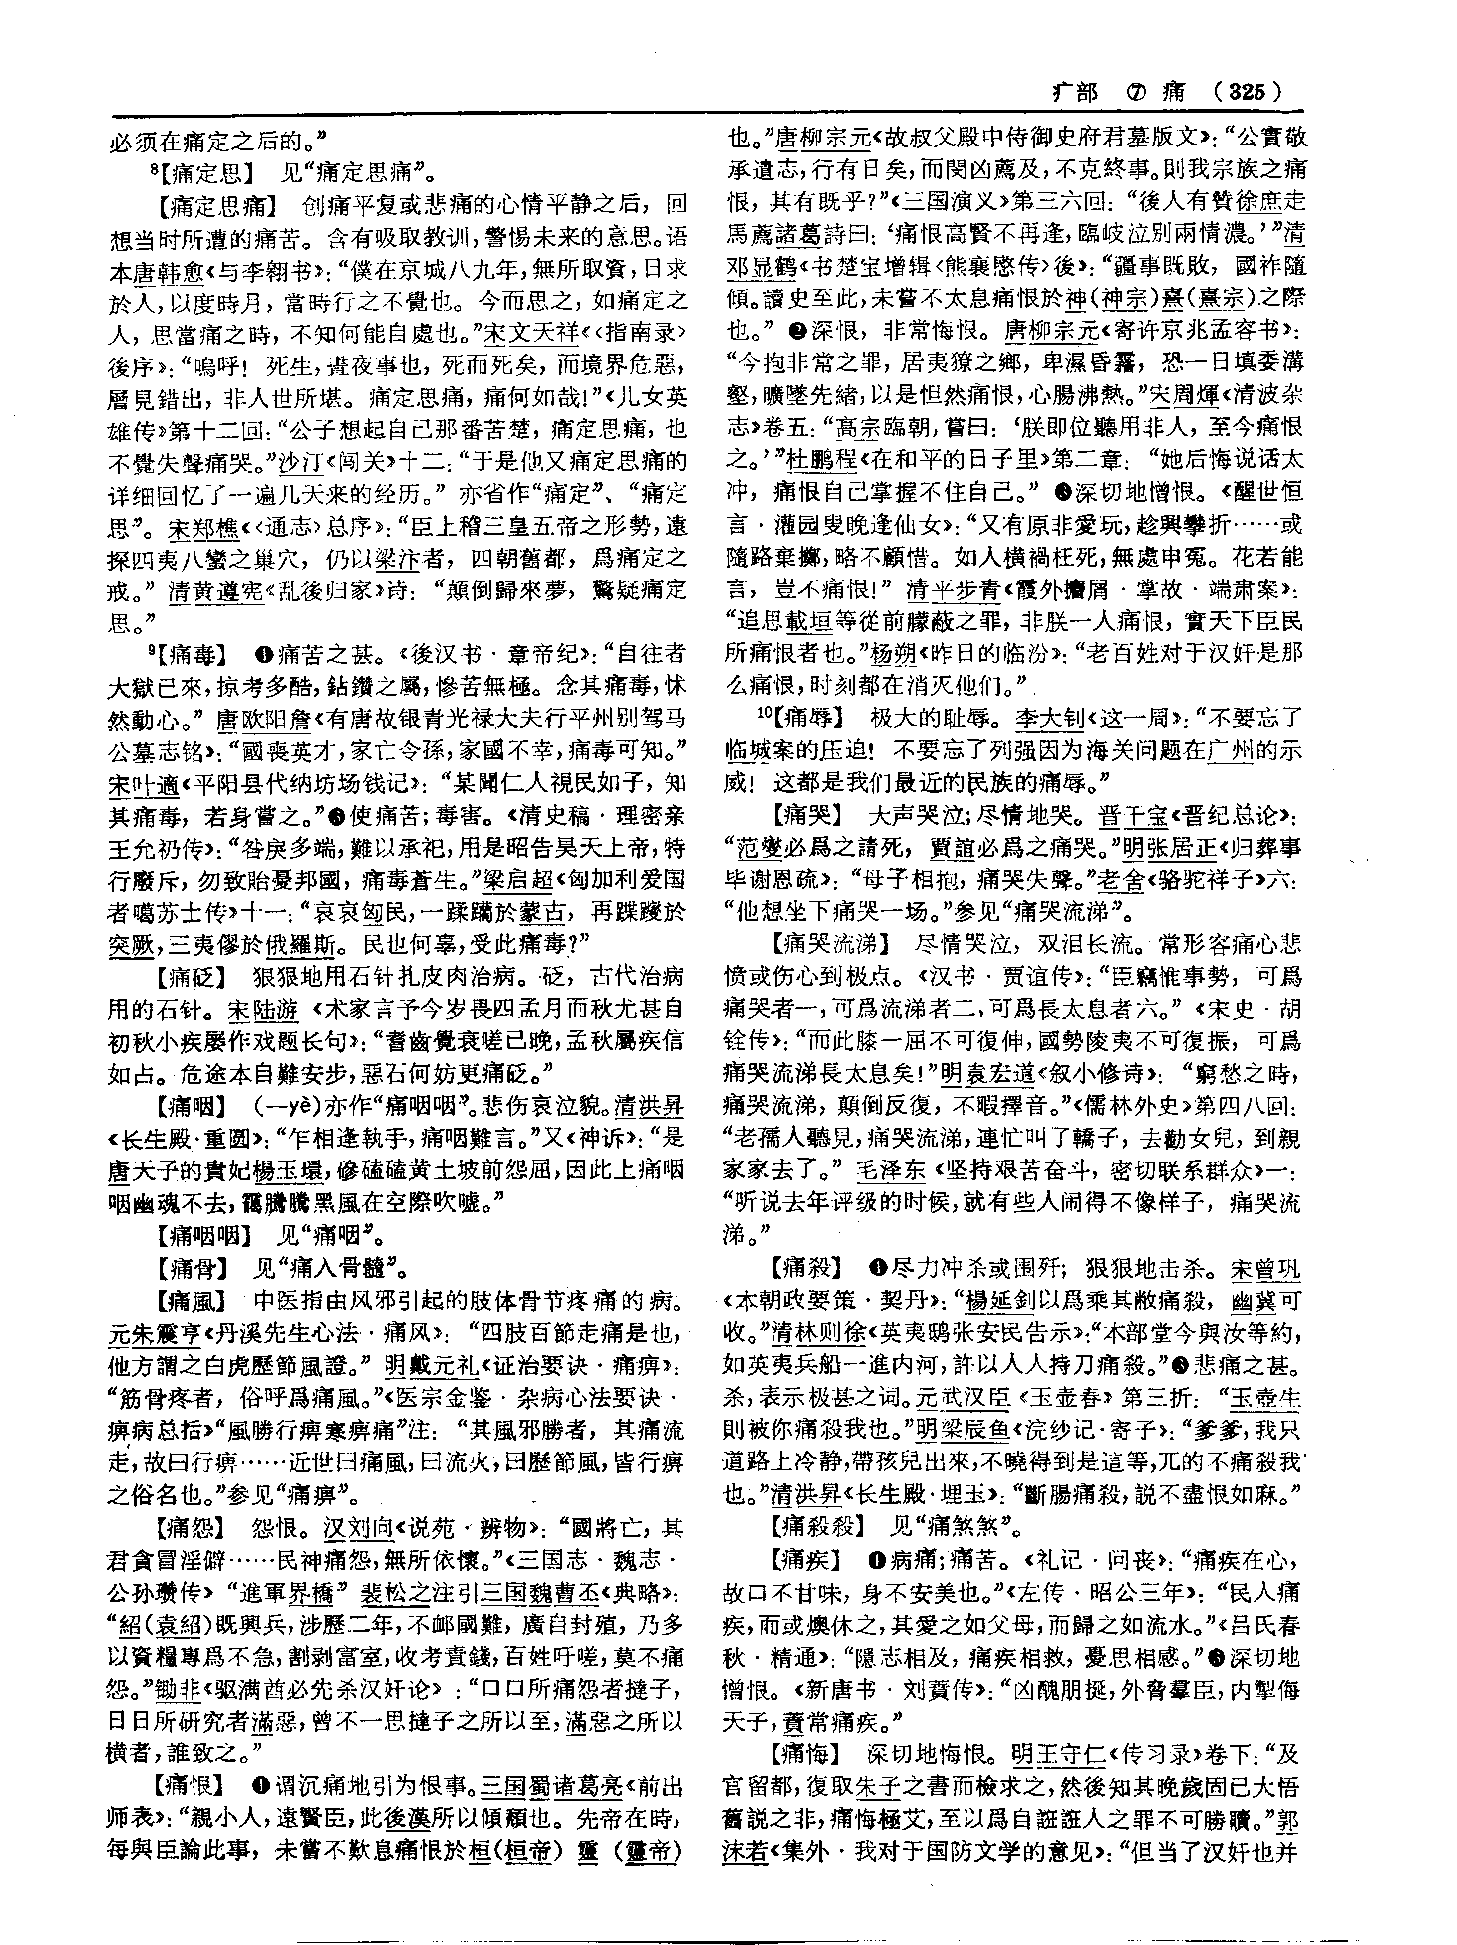 疒部 ⑦ 痛 （325）
必须在痛定之后的。”
⁸【痛定思】 见“痛定思痛”。
【痛定思痛】 创痛平复或悲痛的心情平静之后，回
想当时所遭的痛苦。含有吸取教训，警惕未来的意思。语
本唐韩愈《与李翱书》：“僕在京城八九年，無所取資，日求
於人，以度時月，當時行之不覺也。今而思之，如痛定之
人，思當痛之時，不知何能自處也。”宋文天祥《〈指南录〉
後序》：“嗚呼！死生，晝夜事也，死而死矣，而境界危惡，
層見錯出，非人世所堪。痛定思痛，痛何如哉！”《儿女英
雄传》第十二回：“公子想起自己那番苦楚，痛定思痛，也
不覺失聲痛哭。”沙汀《闯关》十二：“于是他又痛定思痛的
详细回忆了一遍几天来的经历。”亦省作“痛定”、“痛定
思”。宋郑樵《〈通志〉总序》：“臣上稽三皇五帝之形勢，遠
探四夷八蠻之巢穴，仍以梁汴者，四朝舊都，爲痛定之
戒。”清黄遵宪《乱後归家》诗：“顛倒歸來夢，驚疑痛定
思。”
⁹【痛毒】 ❶痛苦之甚。《後汉书·章帝纪》：“自往者
大獄已來，掠考多酷，鉆鑽之屬，慘苦無極。念其痛毒，怵
然動心。”唐欧阳詹《有唐故银青光禄大夫行平州别驾马
公墓志铭》：“國喪英才，家亡令孫，家國不幸，痛毒可知。”
宋叶適《平阳县代纳坊场钱记》：“某聞仁人視民如子，知
其痛毒，若身嘗之。”❷使痛苦；毒害。《清史稿·理密亲
王允礽传》：“咎戾多端，難以承祀，用是昭告昊天上帝，特
行廢斥，勿致貽憂邦國，痛毒蒼生。”梁启超《匈加利爱国
者噶苏士传》十一：“哀哀匈民，一蹂躪於蒙古，再蹀躞於
突厥，三夷僇於俄羅斯。民也何辜，受此痛毒？”
【痛砭】 狠狠地用石针扎皮肉治病。砭，古代治病
用的石针。宋陆游《术家言予今岁畏四孟月而秋尤甚自
初秋小疾屡作戏题长句》：“耆齒覺衰嗟已晚，孟秋屬疾信
如占。危途本自難安步，惡石何妨更痛砭。”
【痛咽】 （—yè）亦作“痛咽咽”。悲伤哀泣貌。清洪昇
《长生殿·重圆》：“乍相逢執手，痛咽難言。”又《神诉》：“是
唐天子的貴妃楊玉環，修磕磕黄土坡前怨屈，因此上痛咽
咽幽魂不去，靄騰騰黑風在空際吹噓。”
【痛咽咽】 见“痛咽”。
【痛骨】 见“痛入骨髓”。
【痛風】 中医指由风邪引起的肢体骨节疼痛的病。
元朱震亨《丹溪先生心法·痛风》：“四肢百節走痛是也，
他方謂之白虎歷節風證。”明戴元礼《证治要诀·痛痹》：
“筋骨疼者，俗呼爲痛風。”《医宗金鉴·杂病心法要诀·
痹病总括》“風勝行痹寒痹痛”注：“其風邪勝者，其痛流
走，故曰行痹……近世曰痛風，曰流火，曰歷節風，皆行痹
之俗名也。”参见“痛痹”。
【痛怨】 怨恨。汉刘向《说苑·辨物》：“國將亡，其
君貪冒淫僻……民神痛怨，無所依懷。”《三国志·魏志·
公孙瓒传》“進軍界橋”裴松之注引三国魏曹丕《典略》：
“紹（袁紹）既興兵，涉歷二年，不卹國難，廣自封殖，乃多
以資糧專爲不急，割剥富室，收考責錢，百姓吁嗟，莫不痛
怨。”锄非《驱满酋必先杀汉奸论》：“口口所痛怨者撻子，
日日所研究者滿惡，曾不一思撻子之所以至，滿惡之所以
橫者，誰致之。”
【痛恨】 ❶谓沉痛地引为恨事。三国蜀诸葛亮《前出
师表》：“親小人，遠賢臣，此後漢所以傾頽也。先帝在時，
每與臣論此事，未嘗不歎息痛恨於桓（桓帝）靈（靈帝）
也。”唐柳宗元《故叔父殿中侍御史府君墓版文》：“公實敬
承遺志，行有日矣，而閔凶薦及，不克終事。則我宗族之痛
恨，其有既乎？”《三国演义》第三六回：“後人有贊徐庶走
馬薦諸葛詩曰：‘痛恨高賢不再逢，臨岐泣别兩情濃。’”清
邓显鹤《书楚宝增辑〈熊襄愍传〉後》：“疆事既敗，國祚隨
傾。讀史至此，未嘗不太息痛恨於神（神宗）熹（熹宗）之際
也。”❷深恨，非常悔恨。唐柳宗元《寄许京兆孟容书》：
“今抱非常之罪，居夷獠之鄉，卑濕昏霧，恐一日填委溝
壑，曠墜先緒，以是怛然痛恨，心腸沸熱。”宋周煇《清波杂
志》卷五：“高宗臨朝，嘗曰：‘朕即位聽用非人，至今痛恨
之。’”杜鹏程《在和平的日子里》第二章：“她后悔说话太
冲，痛恨自己掌握不住自己。”❸深切地憎恨。《醒世恒
言·灌园叟晚逢仙女》：“又有原非愛玩，趁興攀折……或
隨路棄擲，略不顧惜。如人横禍枉死，無處申冤。花若能
言，豈不痛恨！”清平步青《霞外攟屑·掌故·端肃案》：
“追思載垣等從前朦蔽之罪，非朕一人痛恨，實天下臣民
所痛恨者也。”杨朔《昨日的临汾》：“老百姓对于汉奸是那
么痛恨，时刻都在消灭他们。”
¹⁰【痛辱】 极大的耻辱。李大钊《这一周》：“不要忘了
临城案的压迫！不要忘了列强因为海关问题在广州的示
威！这都是我们最近的民族的痛辱。”
【痛哭】 大声哭泣；尽情地哭。晋干宝《晋纪总论》：
“范燮必爲之請死，賈誼必爲之痛哭。”明张居正《归葬事
毕谢恩疏》：“母子相抱，痛哭失聲。”老舍《骆驼祥子》六：
“他想坐下痛哭一场。”参见“痛哭流涕”。
【痛哭流涕】 尽情哭泣，双泪长流。常形容痛心悲
愤或伤心到极点。《汉书·贾谊传》：“臣竊惟事勢，可爲
痛哭者一，可爲流涕者二，可爲長太息者六。”《宋史·胡
铨传》：“而此膝一屈不可復伸，國勢陵夷不可復振，可爲
痛哭流涕長太息矣！”明袁宏道《叙小修诗》：“窮愁之時，
痛哭流涕，顛倒反復，不暇擇音。”《儒林外史》第四八回：
“老孺人聽見，痛哭流涕，連忙叫了轎子，去勸女兒，到親
家家去了。”毛泽东《坚持艰苦奋斗，密切联系群众》一：
“听说去年评级的时候，就有些人闹得不像样子，痛哭流
涕。”
【痛殺】 ❶尽力冲杀或围歼；狠狠地击杀。宋曾巩
《本朝政要策·契丹》：“楊延釗以爲乘其敝痛殺，幽冀可
收。”清林则徐《英夷鸱张安民告示》：“本部堂今與汝等約，
如英夷兵船一進内河，許以人人持刀痛殺。”❷悲痛之甚。
杀，表示极甚之词。元武汉臣《玉壶春》第三折：“玉壺生
則被你痛殺我也。”明梁辰鱼《浣纱记·寄子》：“爹爹，我只
道路上冷静，帶孩兒出來，不曉得到是這等，兀的不痛殺我
也。”清洪昇《长生殿·埋玉》：“斷腸痛殺，説不盡恨如麻。”
【痛殺殺】 见“痛煞煞”。
【痛疾】 ❶病痛；痛苦。《礼记·问丧》：“痛疾在心，
故口不甘味，身不安美也。”《左传·昭公三年》：“民人痛
疾，而或燠休之，其愛之如父母，而歸之如流水。”《吕氏春
秋·精通》：“隱志相及，痛疾相救，憂思相感。”❷深切地
憎恨。《新唐书·刘蕡传》：“凶醜朋挺，外脅羣臣，内掣侮
天子，蕡常痛疾。”
【痛悔】 深切地悔恨。明王守仁《传习录》卷下：“及
官留都，復取朱子之書而檢求之，然後知其晚歲固已大悟
舊説之非，痛悔極艾，至以爲自誑誑人之罪不可勝贖。”郭
沫若《集外·我对于国防文学的意见》：“但当了汉奸也并